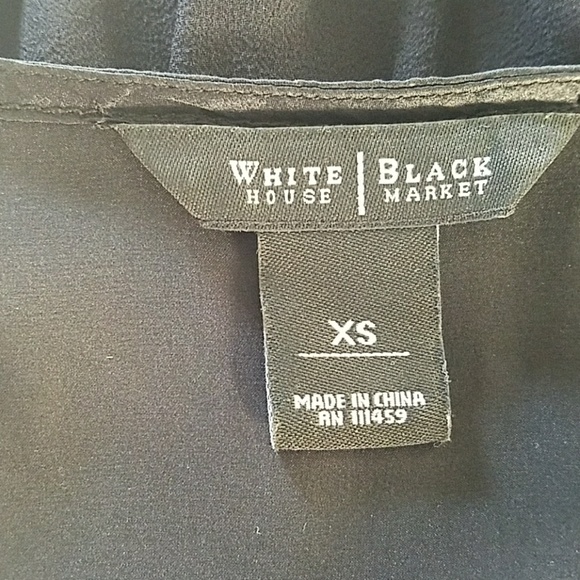 WHITE | BLACK
HOUSE | MARKET
XS
MADE IN CHINA
RN 111459